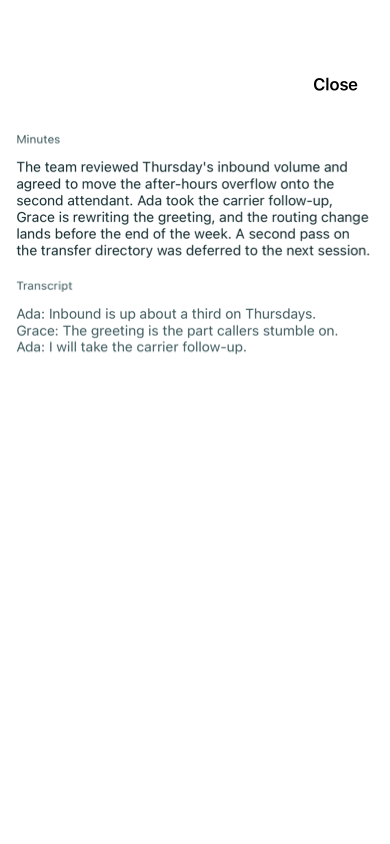 Close
Minutes
The team reviewed Thursday's inbound volume and
agreed to move the after-hours overflow onto the
second attendant. Ada took the carrier follow-up,
Grace is rewriting the greeting, and the routing change
lands before the end of the week. A second pass on
the transfer directory was deferred to the next session.
Transcript
Ada: Inbound is up about a third on Thursdays.
Grace: The greeting is the part callers stumble on.
Ada: I will take the carrier follow-up.